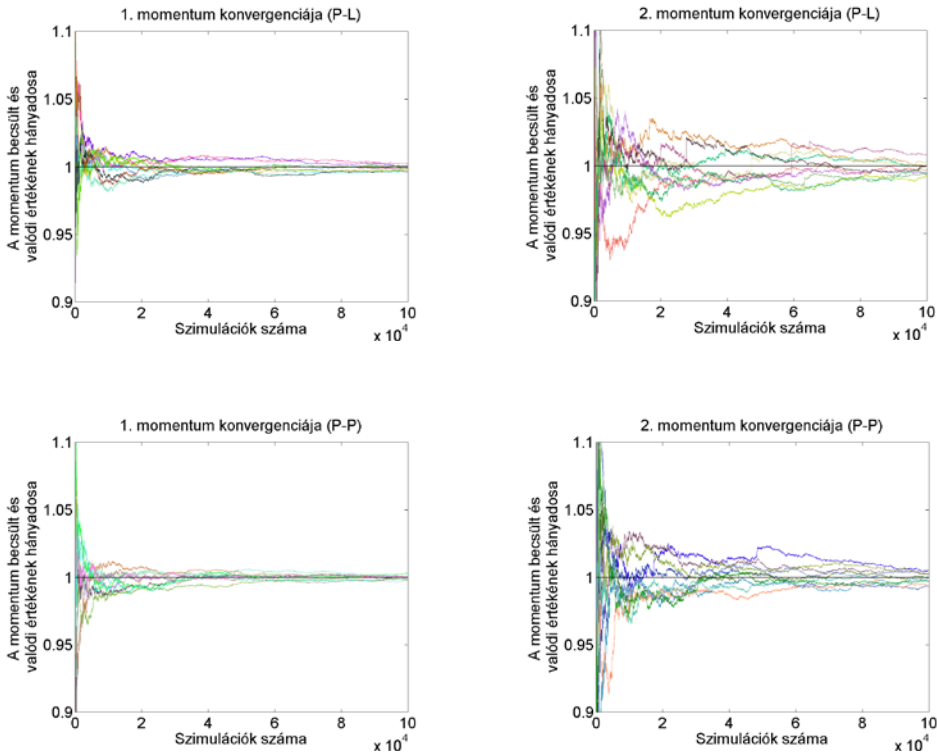 1. momentum konvergenciája (P-L)
A momentum becsült és
valódi értékének hányadosa
1.1
1.05
1
0.95
0.9
0
2
4
6
8
10
x 10^4
Szimulációk száma
2. momentum konvergenciája (P-L)
A momentum becsült és
valódi értékének hányadosa
1.1
1.05
1
0.95
0.9
0
2
4
6
8
10
x 10^4
Szimulációk száma
1. momentum konvergenciája (P-P)
A momentum becsült és
valódi értékének hányadosa
1.1
1.05
1
0.95
0.9
0
2
4
6
8
10
x 10^4
Szimulációk száma
2. momentum konvergenciája (P-P)
A momentum becsült és
valódi értékének hányadosa
1.1
1.05
1
0.95
0.9
0
2
4
6
8
10
x 10^4
Szimulációk száma